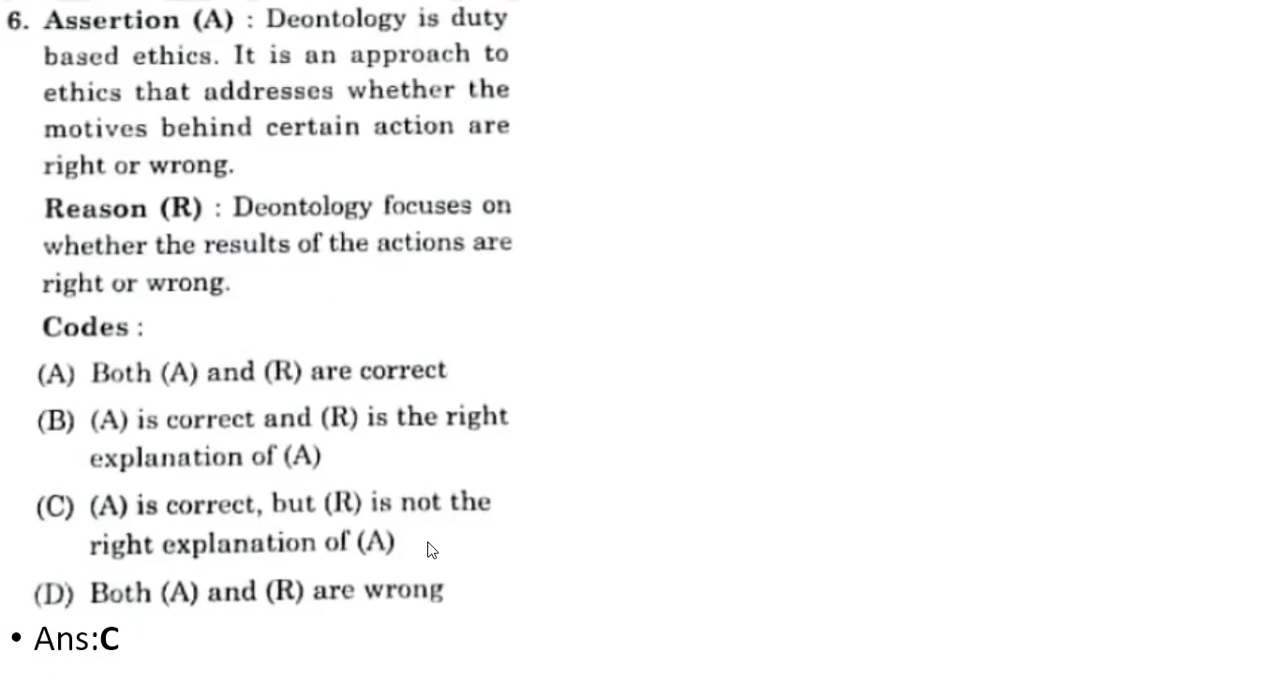 6. Assertion (A) : Deontology is duty
based ethics. It is an approach to
ethics that addresses whether the
motives behind certain action are
right or wrong.
Reason (R) : Deontology focuses on
whether the results of the actions are
right or wrong.
Codes :
(A) Both (A) and (R) are correct
(B) (A) is correct and (R) is the right
explanation of (A)
(C) (A) is correct, but (R) is not the
right explanation of (A)
(D) Both (A) and (R) are wrong
• Ans:C